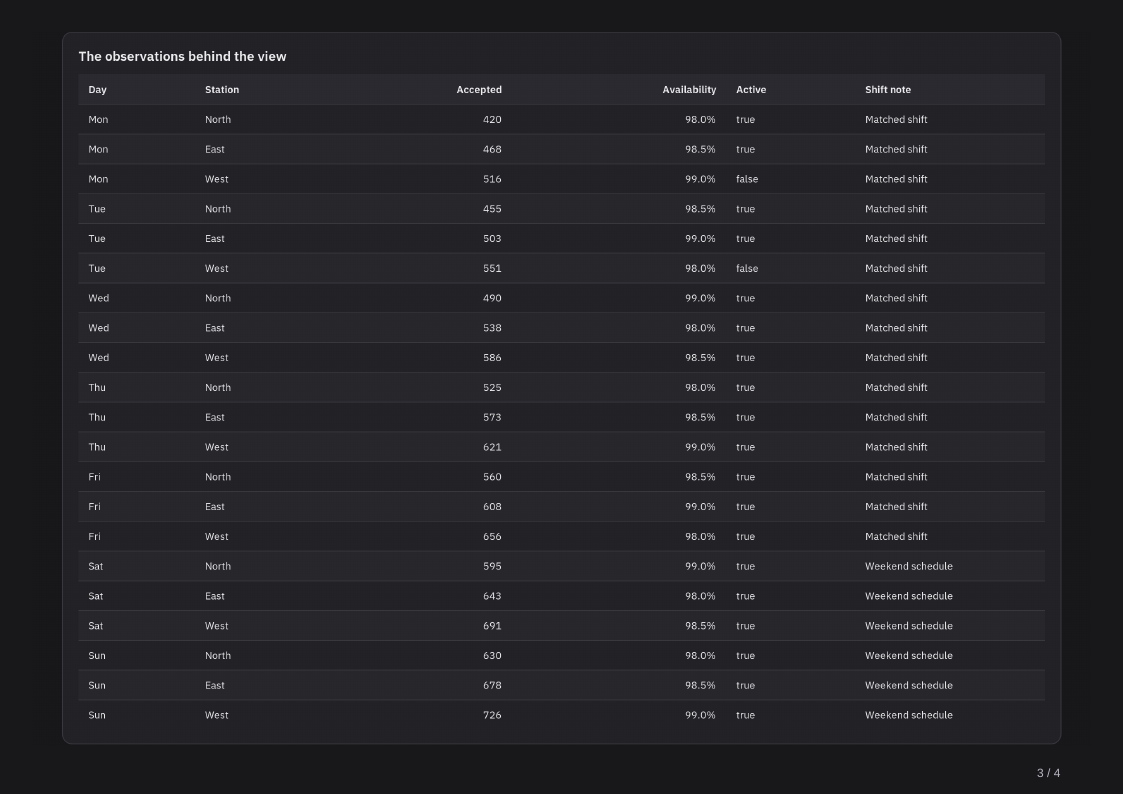 The observations behind the view
Day Station Accepted Availability Active Shift note
Mon North 420 98.0% true Matched shift
Mon East 468 98.5% true Matched shift
Mon West 516 99.0% false Matched shift
Tue North 455 98.5% true Matched shift
Tue East 503 99.0% true Matched shift
Tue West 551 98.0% false Matched shift
Wed North 490 99.0% true Matched shift
Wed East 538 98.0% true Matched shift
Wed West 586 98.5% true Matched shift
Thu North 525 98.0% true Matched shift
Thu East 573 98.5% true Matched shift
Thu West 621 99.0% true Matched shift
Fri North 560 98.5% true Matched shift
Fri East 608 99.0% true Matched shift
Fri West 656 98.0% true Matched shift
Sat North 595 99.0% true Weekend schedule
Sat East 643 98.0% true Weekend schedule
Sat West 691 98.5% true Weekend schedule
Sun North 630 98.0% true Weekend schedule
Sun East 678 98.5% true Weekend schedule
Sun West 726 99.0% true Weekend schedule
3 / 4